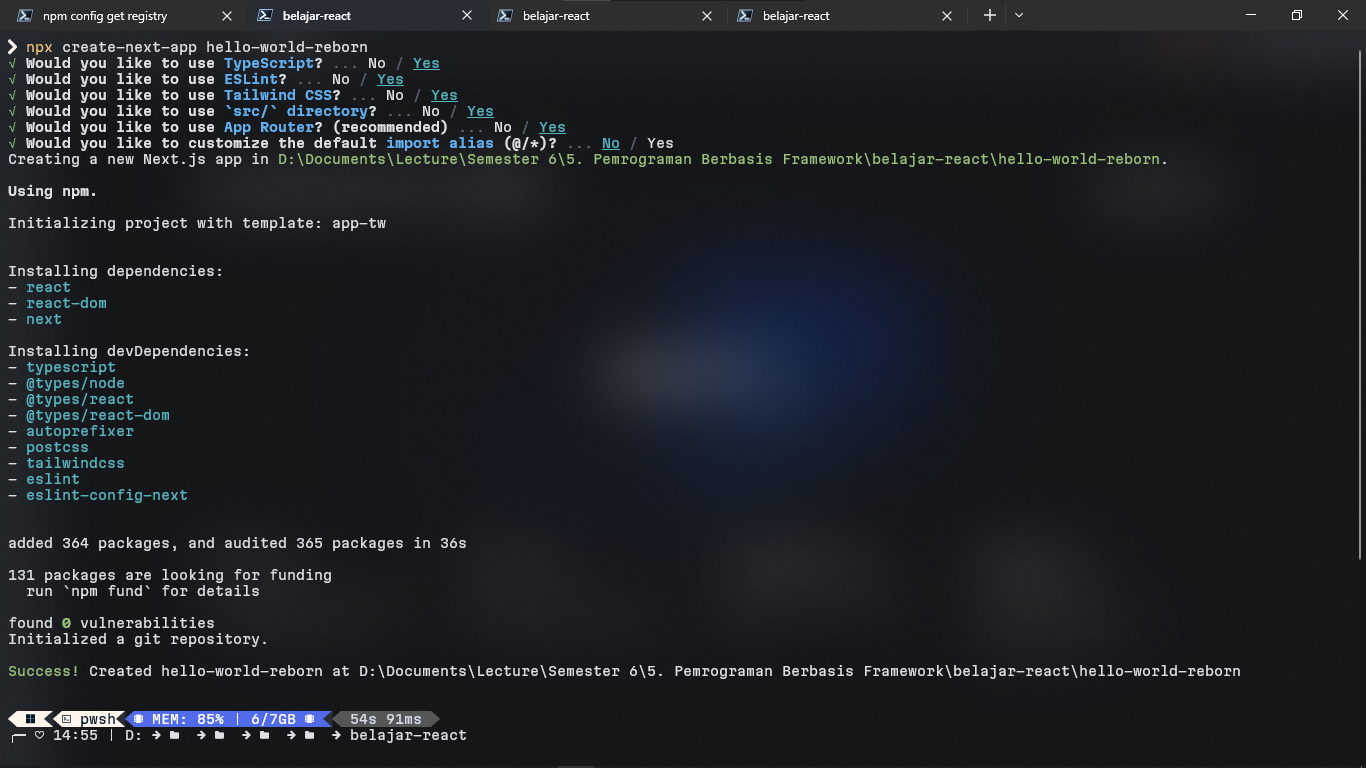 npm config get registry
belajar-react
belajar-react
belajar-react
❯ npx create-next-app hello-world-reborn
√ Would you like to use TypeScript? ... No / Yes
√ Would you like to use ESLint? ... No / Yes
√ Would you like to use Tailwind CSS? ... No / Yes
√ Would you like to use `src/` directory? ... No / Yes
√ Would you like to use App Router? (recommended) ... No / Yes
√ Would you like to customize the default import alias (@/*)? ... No / Yes
Creating a new Next.js app in D:\Documents\Lecture\Semester 6\5. Pemrograman Berbasis Framework\belajar-react\hello-world-reborn.
Using npm.
Initializing project with template: app-tw
Installing dependencies:
- react
- react-dom
- next
Installing devDependencies:
- typescript
- @types/node
- @types/react
- @types/react-dom
- autoprefixer
- postcss
- tailwindcss
- eslint
- eslint-config-next
added 364 packages, and audited 365 packages in 36s
131 packages are looking for funding
run `npm fund` for details
found 0 vulnerabilities
Initialized a git repository.
Success! Created hello-world-reborn at D:\Documents\Lecture\Semester 6\5. Pemrograman Berbasis Framework\belajar-react\hello-world-reborn
pwsh MEM: 85% | 6/7GB 54s 91ms
♡ 14:55 | D: → → → → → belajar-react